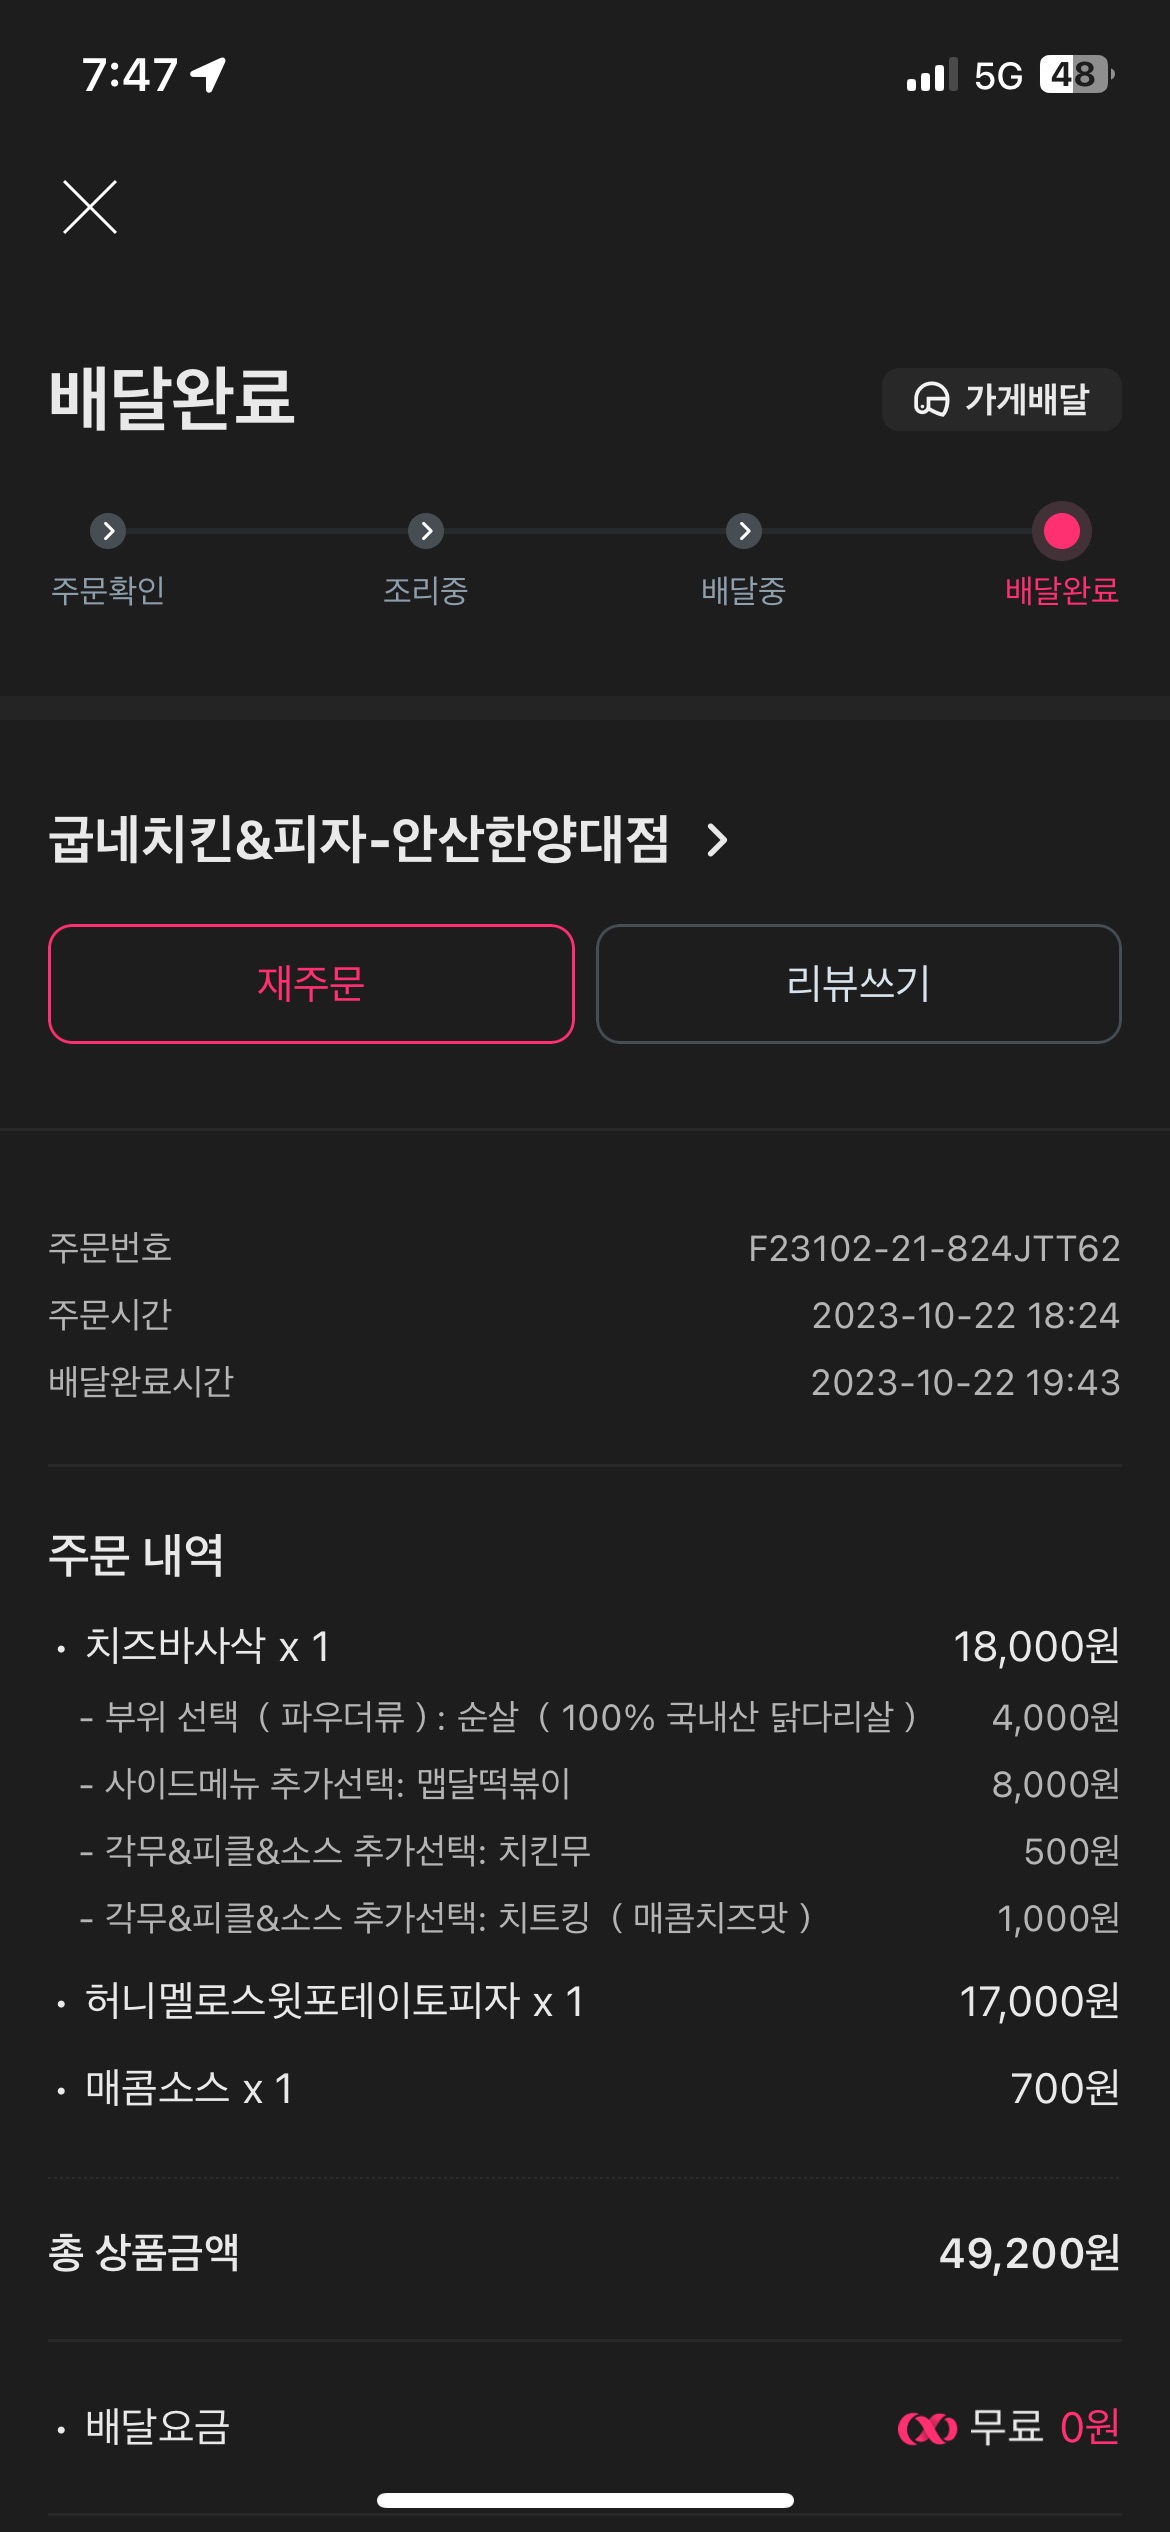 7:47 5G 48
배달완료 가게배달
주문확인 조리중 배달중 배달완료
굽네치킨&피자-안산한양대점
재주문 리뷰쓰기
주문번호 F23102-21-824JTT62
주문시간 2023-10-22 18:24
배달완료시간 2023-10-22 19:43
주문 내역
· 치즈바사삭 x 1 18,000원
- 부위 선택 ( 파우더류 ) : 순살 ( 100% 국내산 닭다리살 ) 4,000원
- 사이드메뉴 추가선택: 맵달떡볶이 8,000원
- 각무&피클&소스 추가선택: 치킨무 500원
- 각무&피클&소스 추가선택: 치트킹 ( 매콤치즈맛 ) 1,000원
· 허니멜로스윗포테이토피자 x 1 17,000원
· 매콤소스 x 1 700원
총 상품금액 49,200원
· 배달요금 무료 0원